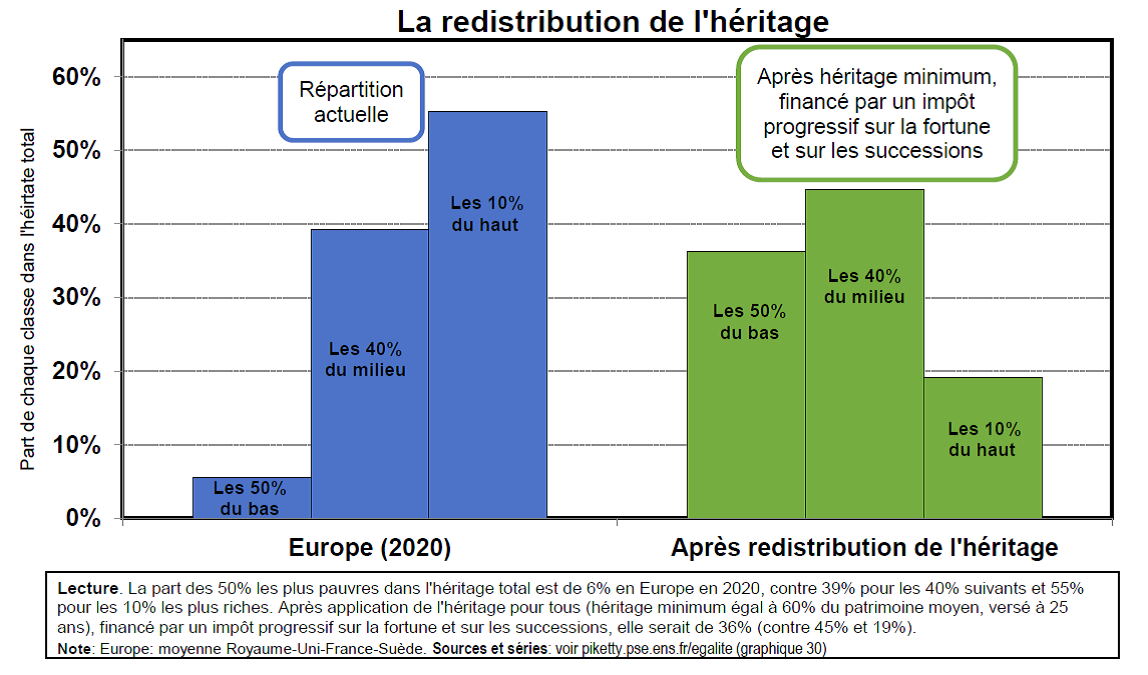 La redistribution de l'héritage
Part de chaque classe dans l'héirtate total
60%
50%
40%
30%
20%
10%
0%
Répartition
actuelle
Les 50%
du bas
Les 40%
du milieu
Les 10%
du haut
Après héritage minimum,
financé par un impôt
progressif sur la fortune
et sur les successions
Les 50%
du bas
Les 40%
du milieu
Les 10%
du haut
Europe (2020)
Après redistribution de l'héritage
Lecture. La part des 50% les plus pauvres dans l'héritage total est de 6% en Europe en 2020, contre 39% pour les 40% suivants et 55%
pour les 10% les plus riches. Après application de l'héritage pour tous (héritage minimum égal à 60% du patrimoine moyen, versé à 25
ans), financé par un impôt progressif sur la fortune et sur les successions, elle serait de 36% (contre 45% et 19%).
Note: Europe: moyenne Royaume-Uni-France-Suède. Sources et séries: voir piketty.pse.ens.fr/egalite (graphique 30)